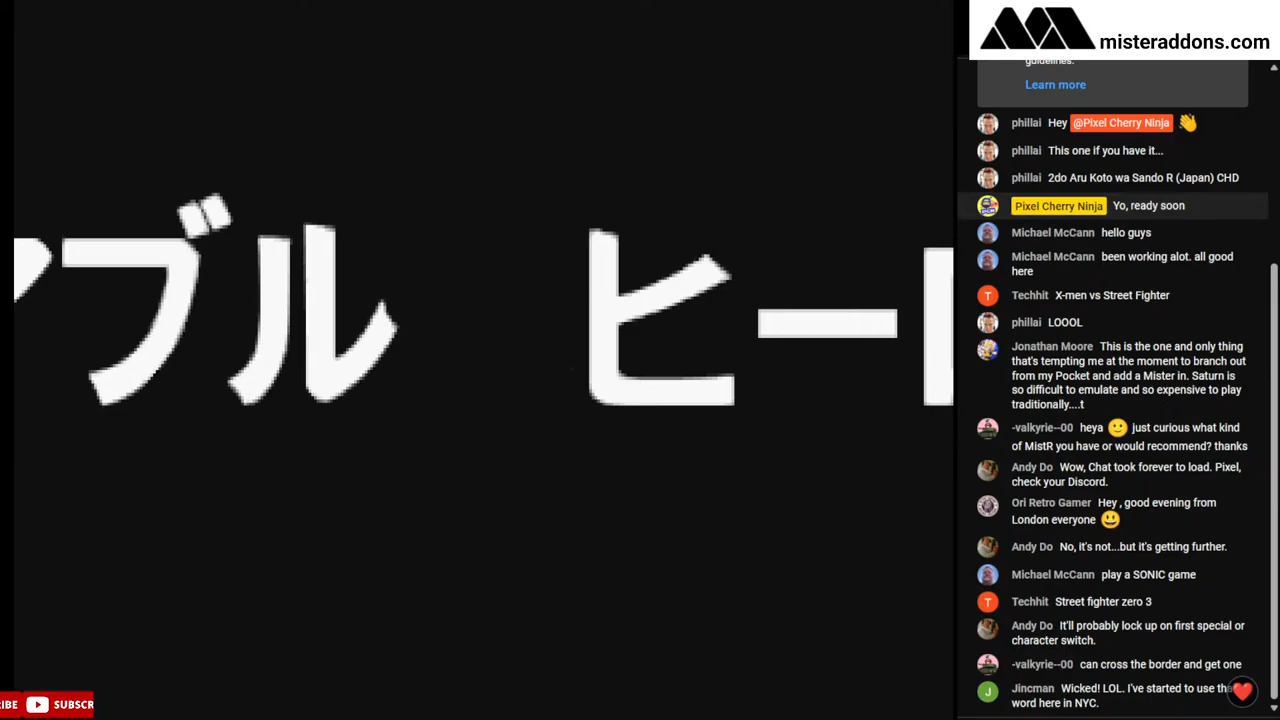 misteraddons.com
guidelines.
Learn more
phillai Hey @Pixel Cherry Ninja 👋
phillai This one if you have it...
phillai 2do Aru Koto wa Sando R (Japan) CHD
ブル ヒー
Pixel Cherry Ninja Yo, ready soon
Michael McCann hello guys
Michael McCann been working alot. all good
here
Techhit X-men vs Street Fighter
phillai LOOOL
Jonathan Moore This is the one and only thing
that's tempting me at the moment to branch out
from my Pocket and add a Mister in. Saturn is
so difficult to emulate and so expensive to play
traditionally....t
-valkyrie--00 heya 🙂 just curious what kind
of MistR you have or would recommend? thanks
Andy Do Wow, Chat took forever to load. Pixel,
check your Discord.
Ori Retro Gamer Hey , good evening from
London everyone 😃
Andy Do No, it's not...but it's getting further.
Michael McCann play a SONIC game
T Techhit Street fighter zero 3
Andy Do It'll probably lock up on first special or
character switch.
-valkyrie--00 can cross the border and get one
J Jincman Wicked! LOL. I've started to use
word here in NYC.
IBE SUBSCR